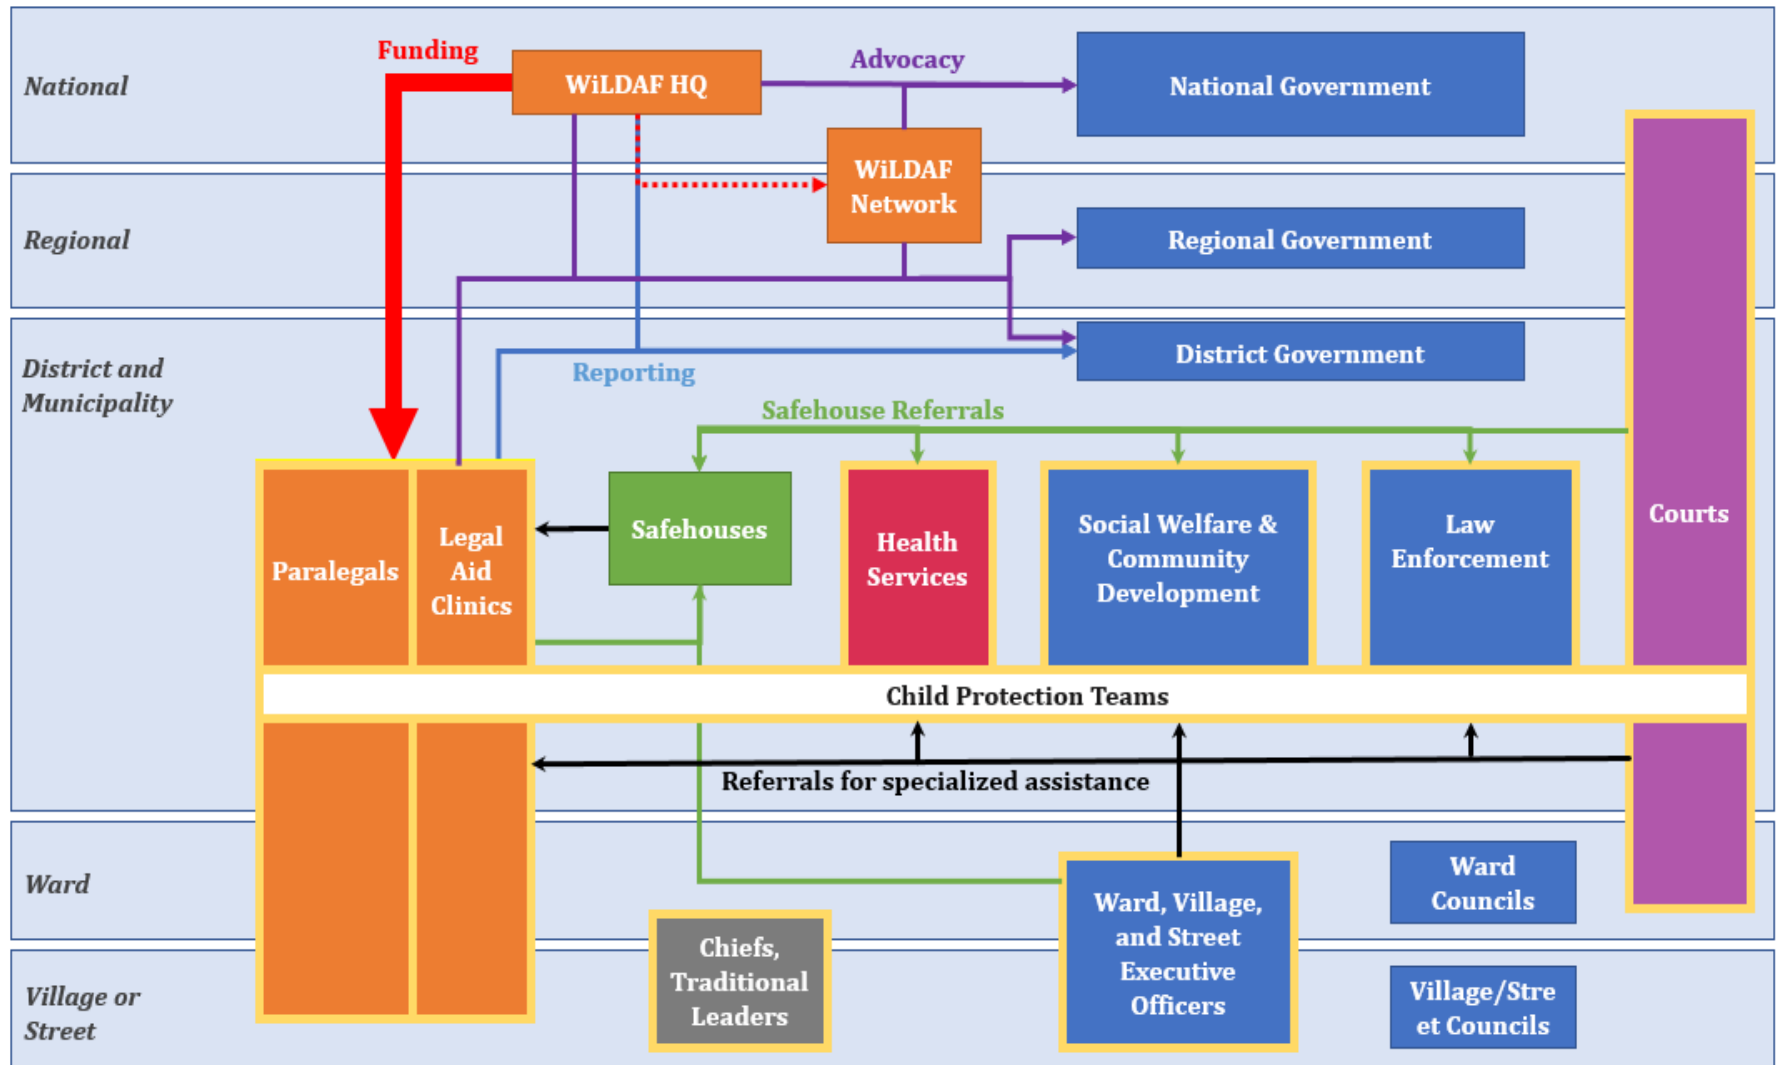 National
Funding
WiLDAF HQ
Advocacy
National Government
WiLDAF
Network
Regional
Regional Government
District and
Municipality
District Government
Reporting
Safehouse Referrals
Paralegals
Legal
Aid
Clinics
Safehouses
Health
Services
Social Welfare &
Community
Development
Law
Enforcement
Courts
Child Protection Teams
Referrals for specialized assistance
Ward
Chiefs,
Traditional
Leaders
Ward, Village,
and Street
Executive
Officers
Ward
Councils
Village or
Street
Village/Stre
et Councils